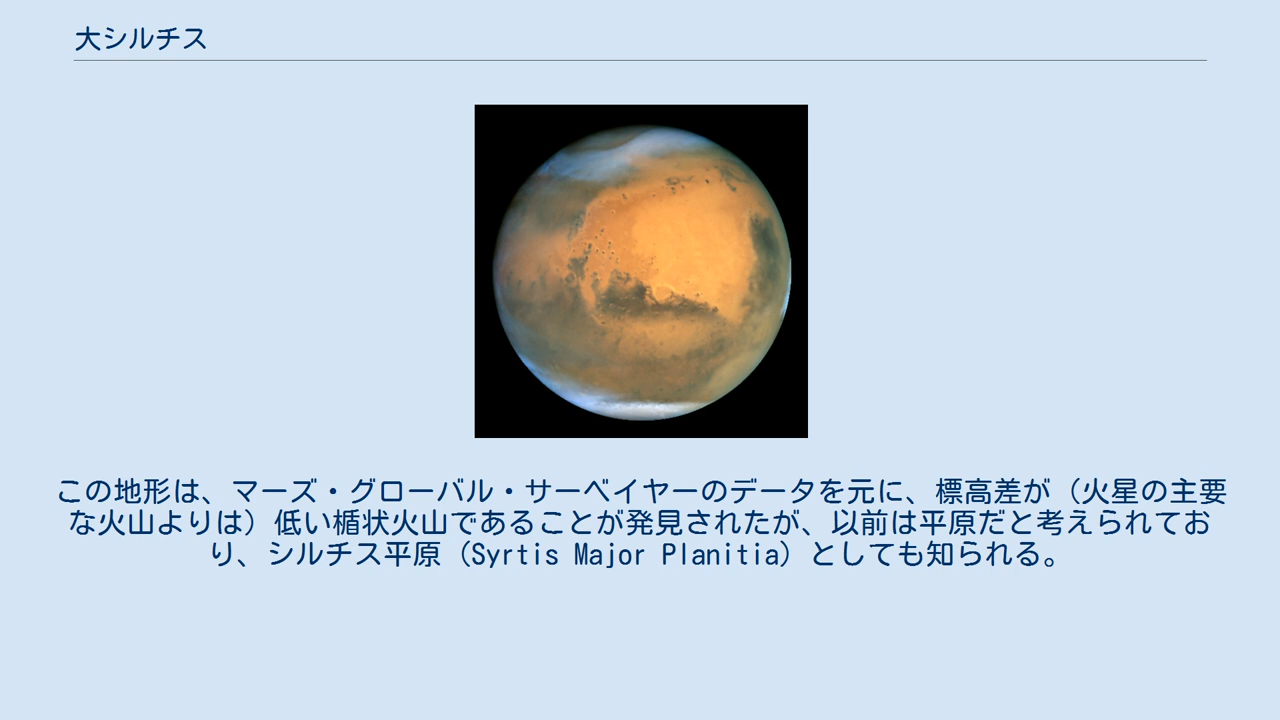 大シルチス
この地形は、マーズ・グローバル・サーベイヤーのデータを元に、標高差が（火星の主要
な火山よりは）低い楯状火山であることが発見されたが、以前は平原だと考えられてお
り、シルチス平原（Syrtis Major Planitia）としても知られる。